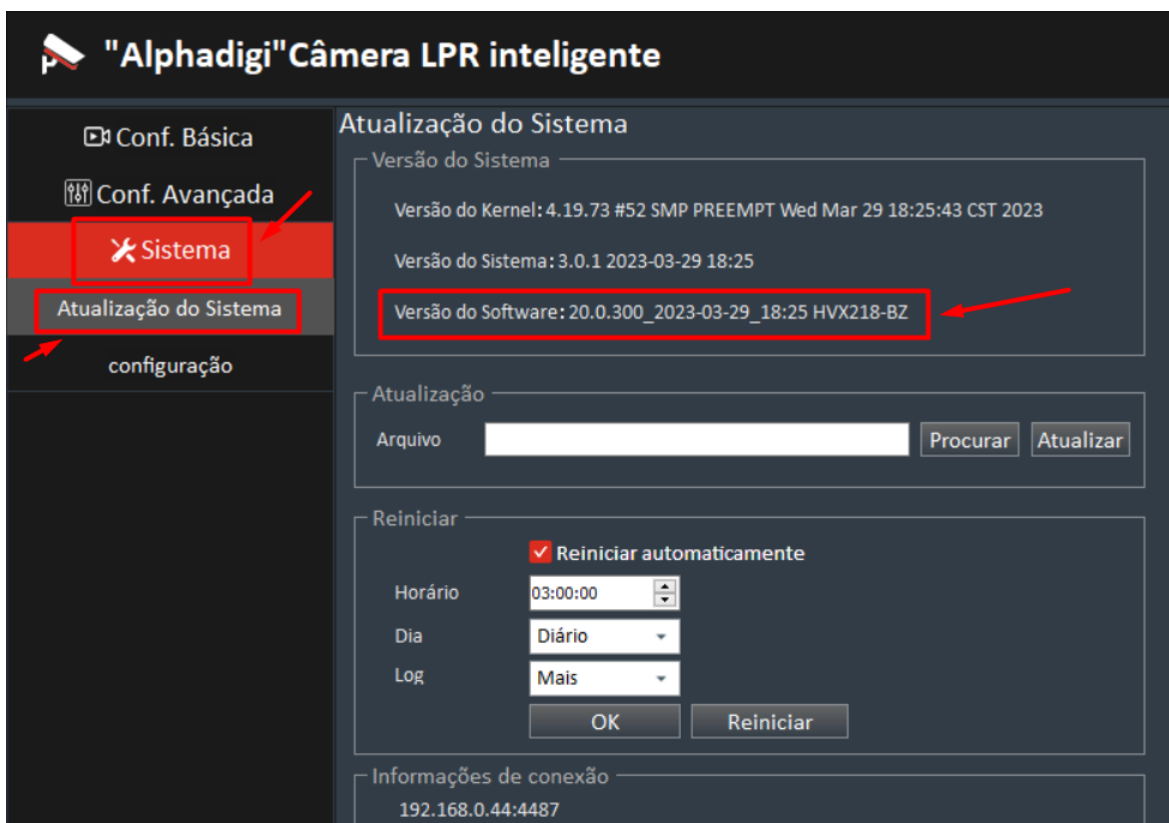 "Alphadigi"Câmera LPR inteligente
Conf. Básica
Conf. Avançada
Sistema
Atualização do Sistema
configuração
Atualização do Sistema
Versão do Sistema
Versão do Kernel: 4.19.73 #52 SMP PREEMPT Wed Mar 29 18:25:43 CST 2023
Versão do Sistema: 3.0.1 2023-03-29 18:25
Versão do Software: 20.0.300_2023-03-29_18:25 HVX218-BZ
Atualização
Arquivo Procurar Atualizar
Reiniciar
Reiniciar automaticamente
Horário 03:00:00
Dia Diário
Log Mais
OK Reiniciar
Informações de conexão
192.168.0.44:4487